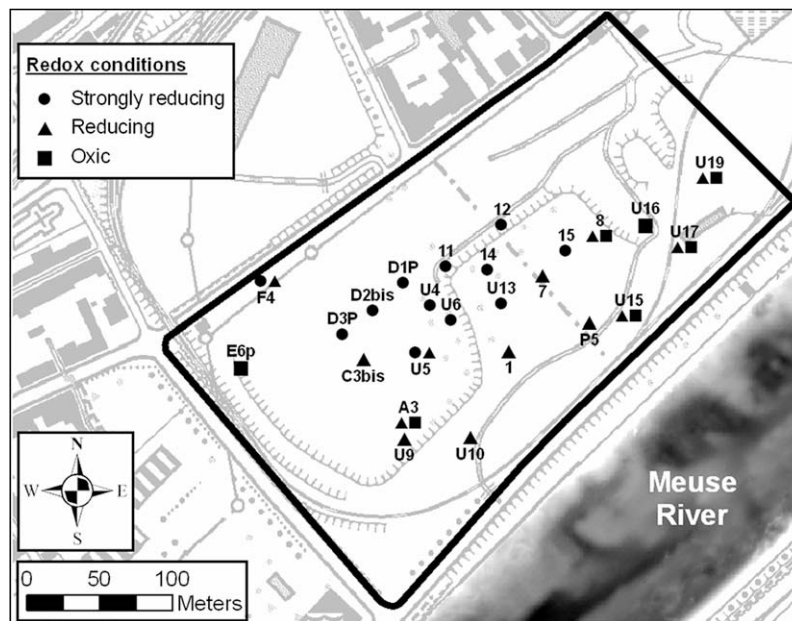 Redox conditions
Strongly reducing
Reducing
Oxic
U19
12
U16
8
U17
15
11
14
D1P
F4
U4
U13
7
D2bis
U6
U15
D3P
P5
E6p
C3bis
U5
1
A3
U9
U10
N
W E
S
Meuse
River
0 50 100
Meters